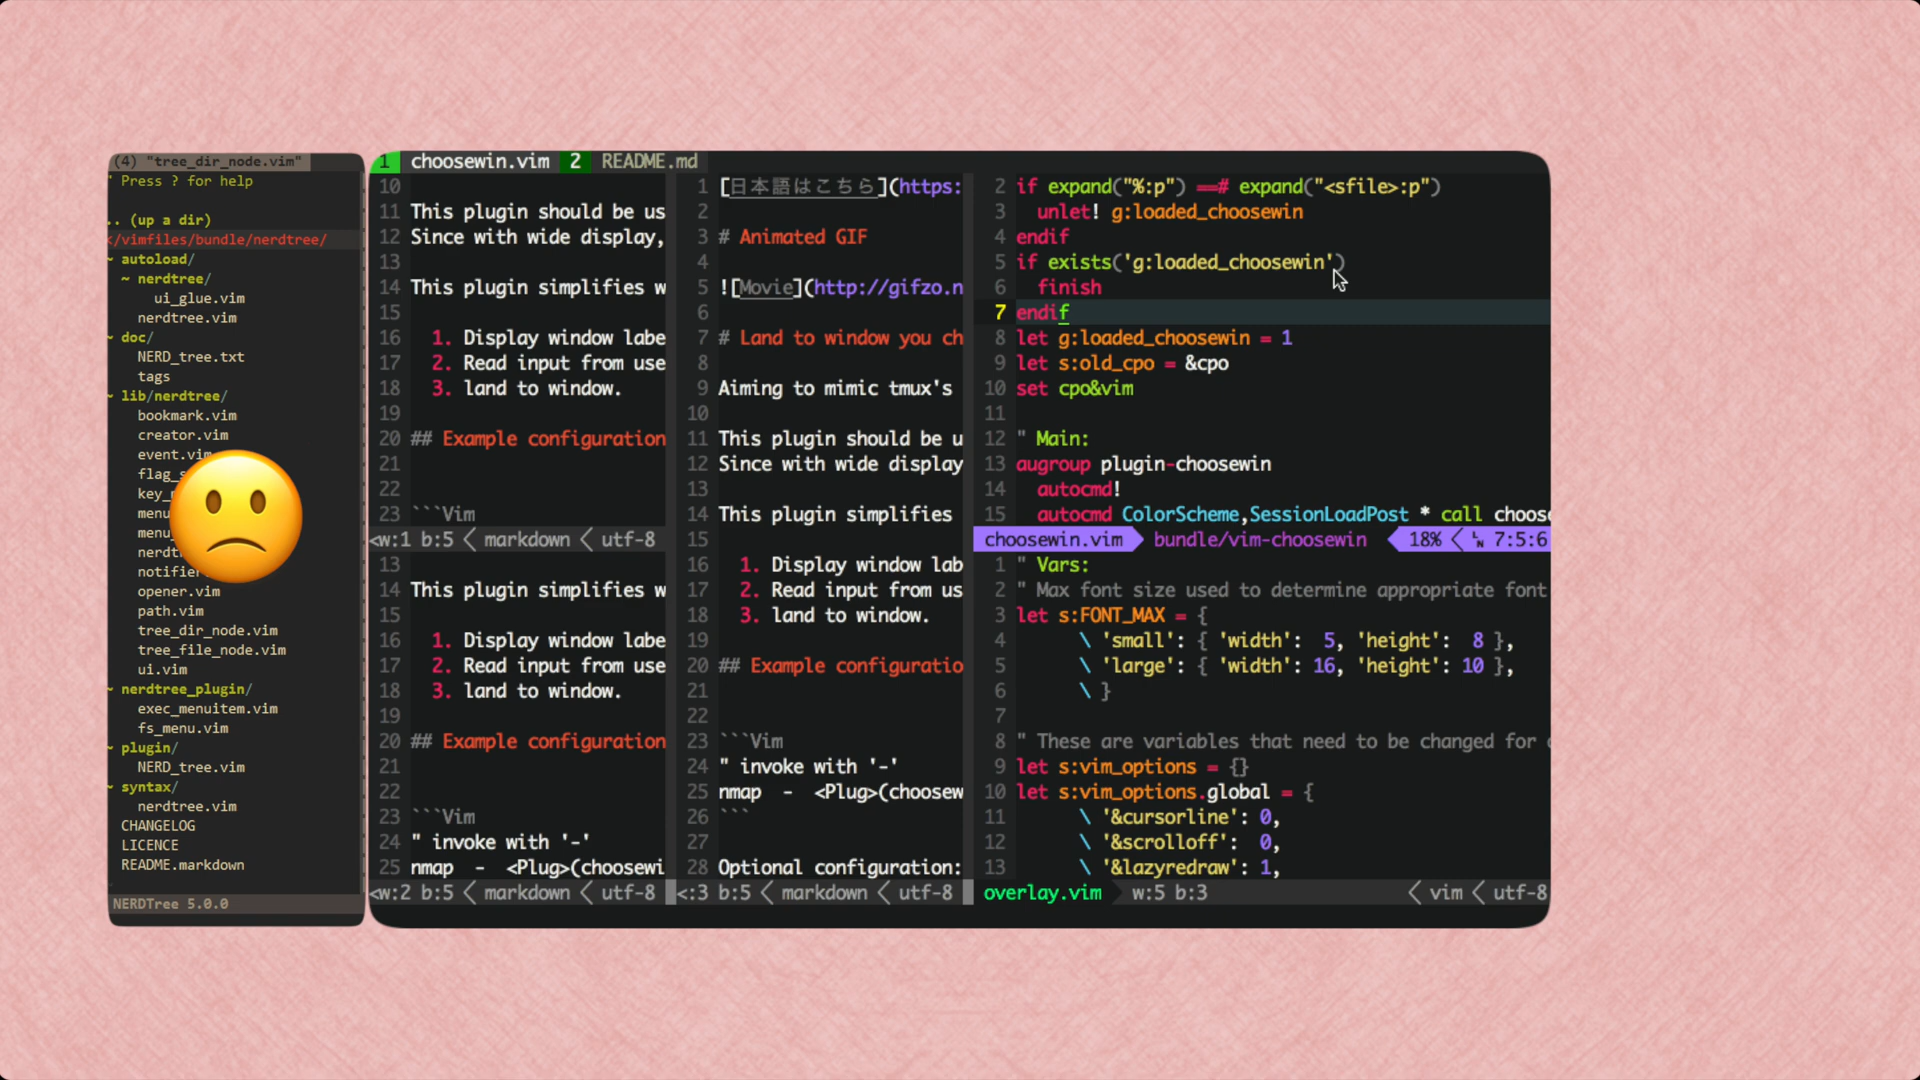 (4) "tree_dir_node.vim"
" Press ? for help
.. (up a dir)
</vimfiles/bundle/nerdtree/
~ autoload/
~ nerdtree/
ui_glue.vim
nerdtree.vim
~ doc/
NERD_tree.txt
tags
~ lib/nerdtree/
bookmark.vim
creator.vim
event.vim
flag_s
key_
menu
menu_
nerdt
notifier
opener.vim
path.vim
tree_dir_node.vim
tree_file_node.vim
ui.vim
~ nerdtree_plugin/
exec_menuitem.vim
fs_menu.vim
~ plugin/
NERD_tree.vim
~ syntax/
nerdtree.vim
CHANGELOG
LICENCE
README.markdown
NERDTree 5.0.0
1 choosewin.vim 2 README.md
10
11 This plugin should be us
12 Since with wide display,
13
14 This plugin simplifies w
15
16 1. Display window labe
17 2. Read input from use
18 3. land to window.
19
20 ## Example configuration
21
22
23 ```Vim
<w:1 b:5 < markdown < utf-8
13
14 This plugin simplifies w
15
16 1. Display window labe
17 2. Read input from use
18 3. land to window.
19
20 ## Example configuration
21
22
23 ```Vim
24 " invoke with '-'
25 nmap - <Plug>(choosewi
<w:2 b:5 < markdown < utf-8
1 [日本語はこちら](https:
2
3 # Animated GIF
4
5 ![Movie](http://gifzo.n
6
7 # Land to window you ch
8
9 Aiming to mimic tmux's
10
11 This plugin should be u
12 Since with wide display
13
14 This plugin simplifies
15
16 1. Display window lab
17 2. Read input from us
18 3. land to window.
19
20 ## Example configuratio
21
22
23 ```Vim
24 " invoke with '-'
25 nmap - <Plug>(choosew
26 ```
27
28 Optional configuration:
<:3 b:5 < markdown < utf-8
2 if expand("%:p") ==# expand("<sfile>:p")
3 unlet! g:loaded_choosewin
4 endif
5 if exists('g:loaded_choosewin')
6 finish
7 endif
8 let g:loaded_choosewin = 1
9 let s:old_cpo = &cpo
10 set cpo&vim
11
12 " Main:
13 augroup plugin-choosewin
14 autocmd!
15 autocmd ColorScheme,SessionLoadPost * call choose
choosewin.vim bundle/vim-choosewin 18% < 7:5:6
1 " Vars:
2 " Max font size used to determine appropriate font
3 let s:FONT_MAX = {
4 \ 'small': { 'width': 5, 'height': 8 },
5 \ 'large': { 'width': 16, 'height': 10 },
6 \ }
7
8 " These are variables that need to be changed for
9 let s:vim_options = {}
10 let s:vim_options.global = {
11 \ '&cursorline': 0,
12 \ '&scrolloff': 0,
13 \ '&lazyredraw': 1,
overlay.vim w:5 b:3 < vim < utf-8